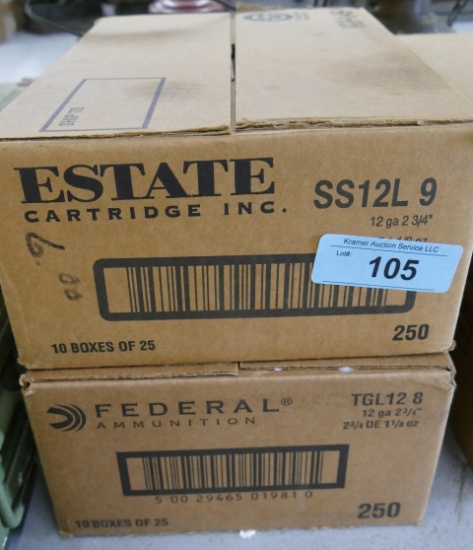 SHIP TO
ESTATE
CARTRIDGE INC.
SS12L 9
12 ga 2 3/4"
Kramer Auction Service LLC
Lot#:
105
10 BOXES OF 25
250
FEDERAL®
AMMUNITION
TGL12 8
12 ga 2 3/4"
2 3/4 DE 1 1/8 oz
5 00 29465 01981 0
10 BOXES OF 25
250